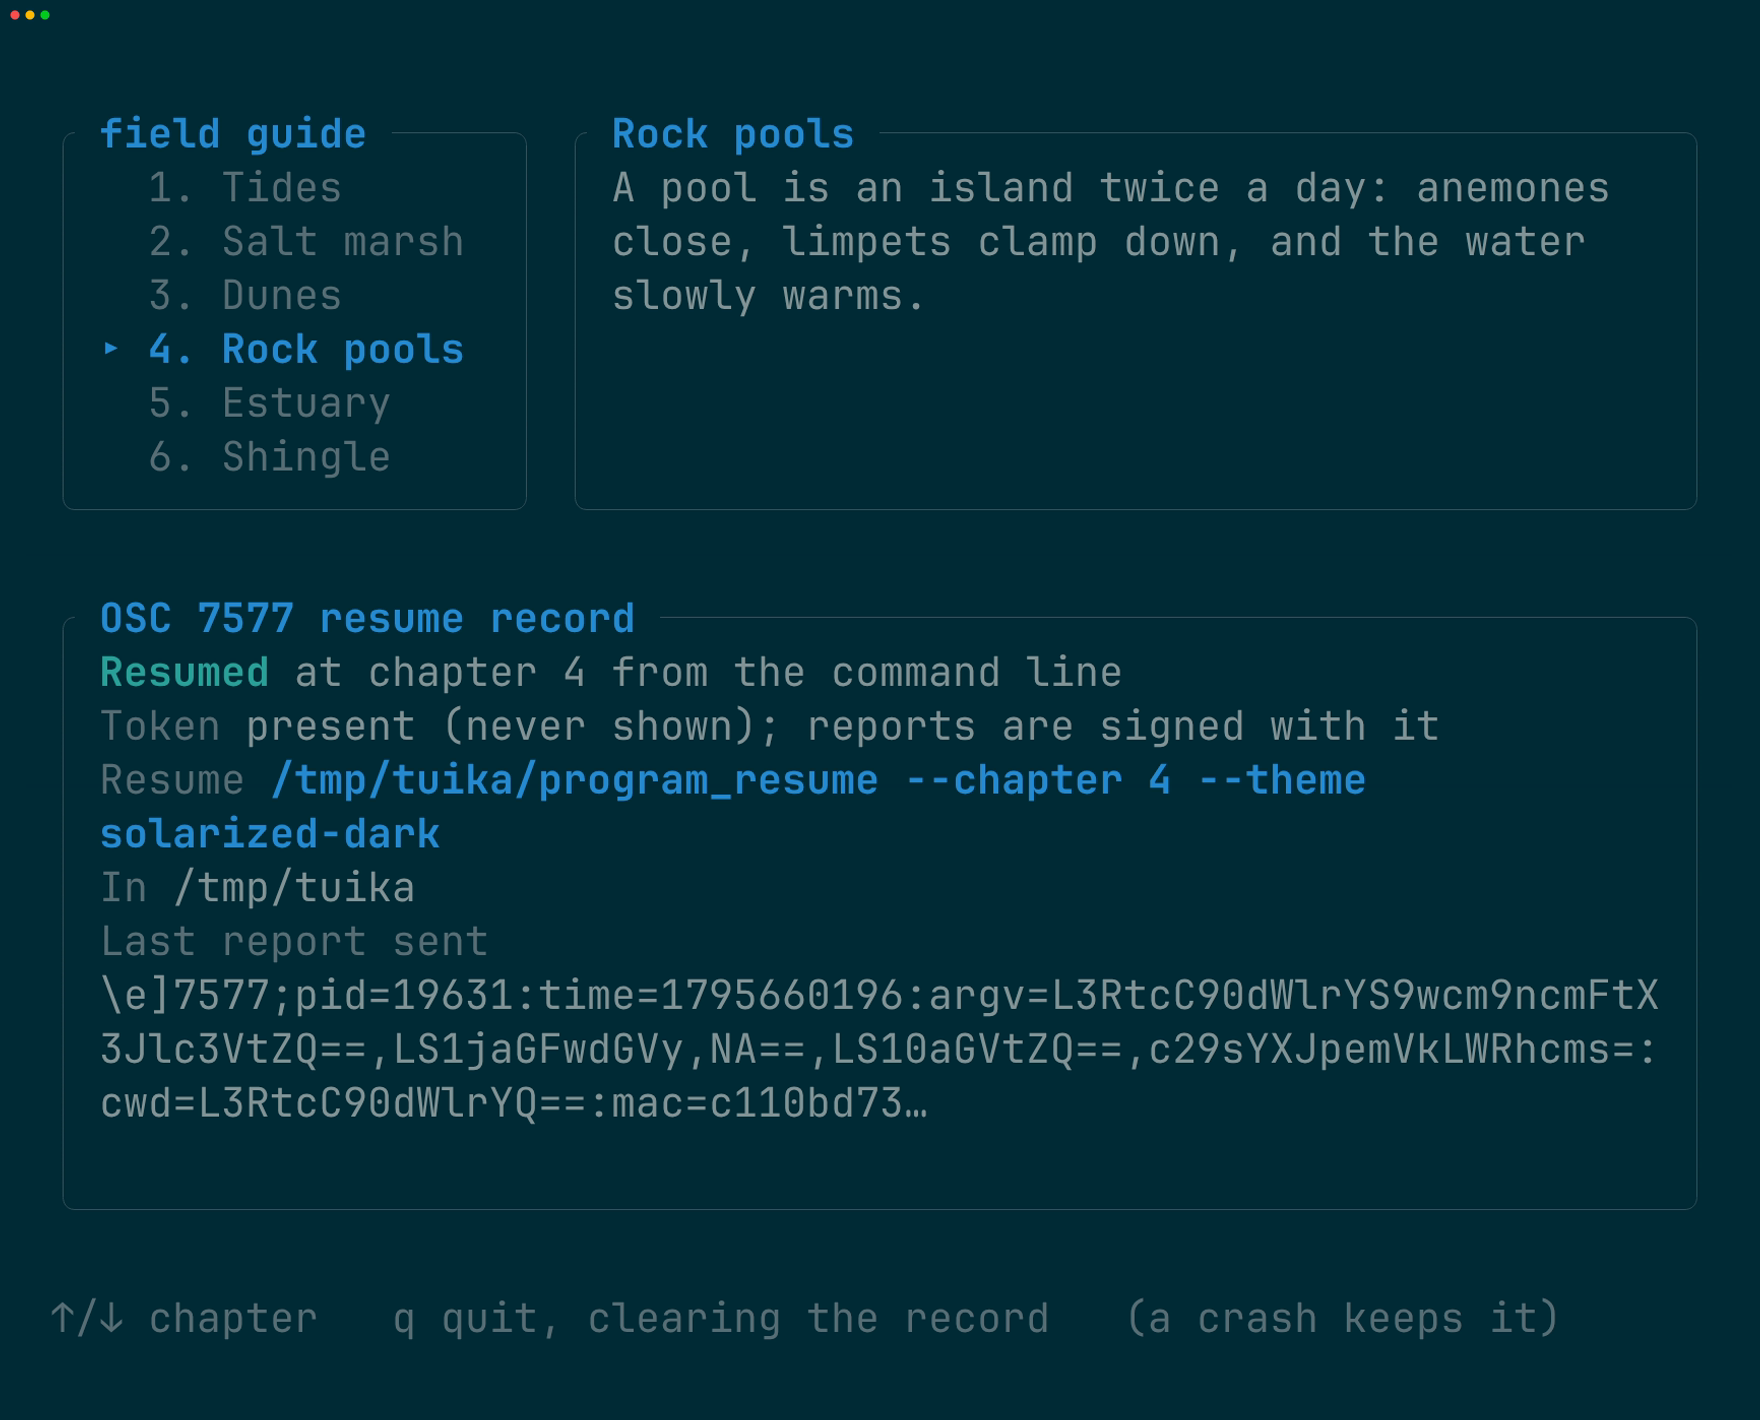 field guide
1. Tides
2. Salt marsh
3. Dunes
▸ 4. Rock pools
5. Estuary
6. Shingle
Rock pools
A pool is an island twice a day: anemones
close, limpets clamp down, and the water
slowly warms.
OSC 7577 resume record
Resumed at chapter 4 from the command line
Token present (never shown); reports are signed with it
Resume /tmp/tuika/program_resume --chapter 4 --theme
solarized-dark
In /tmp/tuika
Last report sent
\e]7577;pid=19631:time=1795660196:argv=L3RtcC90dWlrYS9wcm9ncmFtX
3Jlc3VtZQ==,LS1jaGFwdGVy,NA==,LS10aGVtZQ==,c29sYXJpemVkLWRhcms=:
cwd=L3RtcC90dWlrYQ==:mac=c110bd73…
↑/↓ chapter   q quit, clearing the record   (a crash keeps it)